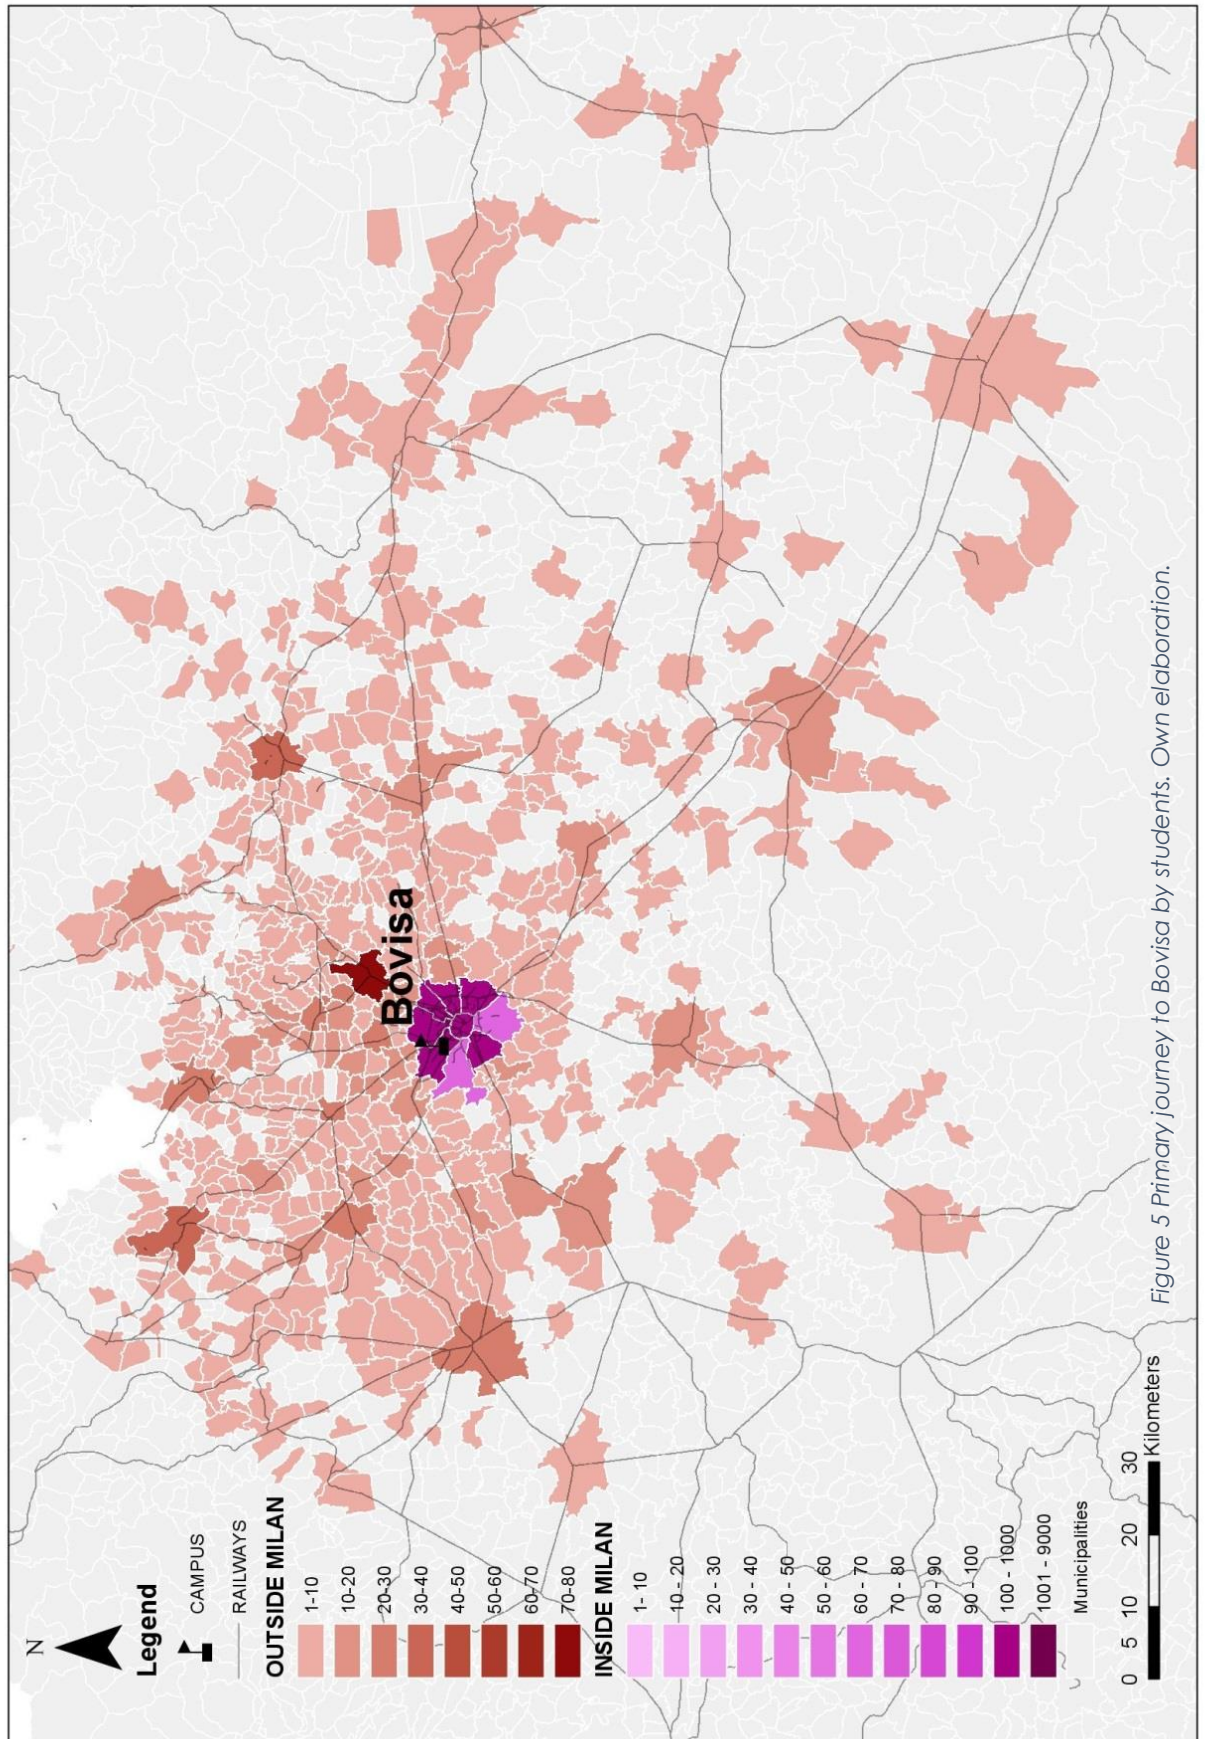 N
Legend
CAMPUS
RAILWAYS
OUTSIDE MILAN
1-10
10-20
20-30
30-40
40-50
50-60
60-70
70-80
INSIDE MILAN
1- 10
10 - 20
20 - 30
30 - 40
40 - 50
50 - 60
60 - 70
70 - 80
80 - 90
90 - 100
100 - 1000
1001 - 9000
Municipalities
0 5 10 20 30
Kilometers
Bovisa
Figure 5 Primary journey to Bovisa by students. Own elaboration.